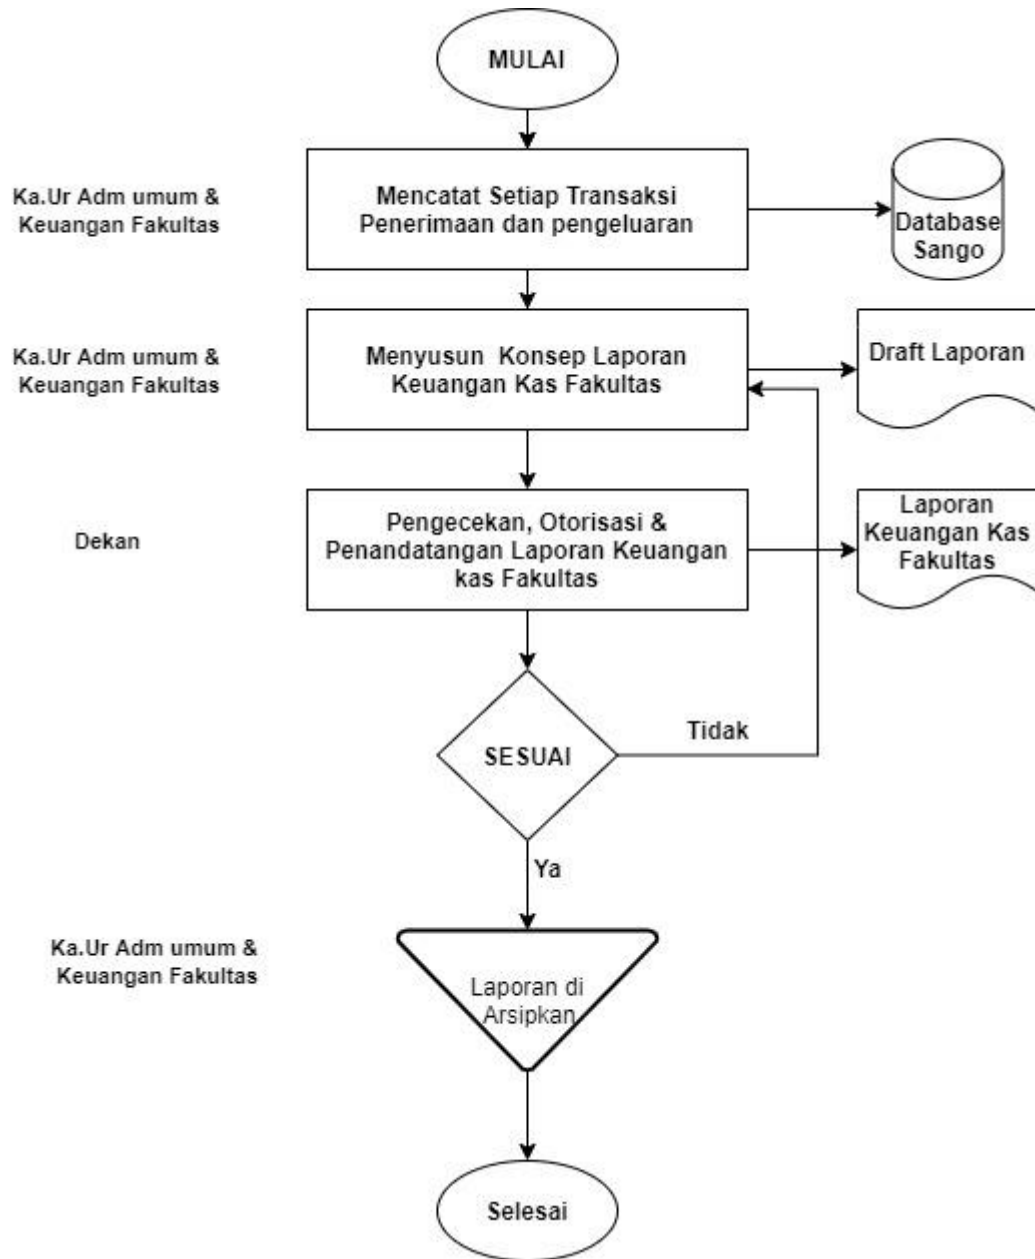 MULAI
Ka.Ur Adm umum &
Keuangan Fakultas
Mencatat Setiap Transaksi
Penerimaan dan pengeluaran
Database
Sango
Ka.Ur Adm umum &
Keuangan Fakultas
Menyusun Konsep Laporan
Keuangan Kas Fakultas
Draft Laporan
Dekan
Pengecekan, Otorisasi &
Penandatangan Laporan Keuangan
kas Fakultas
Laporan
Keuangan Kas
Fakultas
SESUAI
Tidak
Ya
Ka.Ur Adm umum &
Keuangan Fakultas
Laporan di
Arsipkan
Selesai